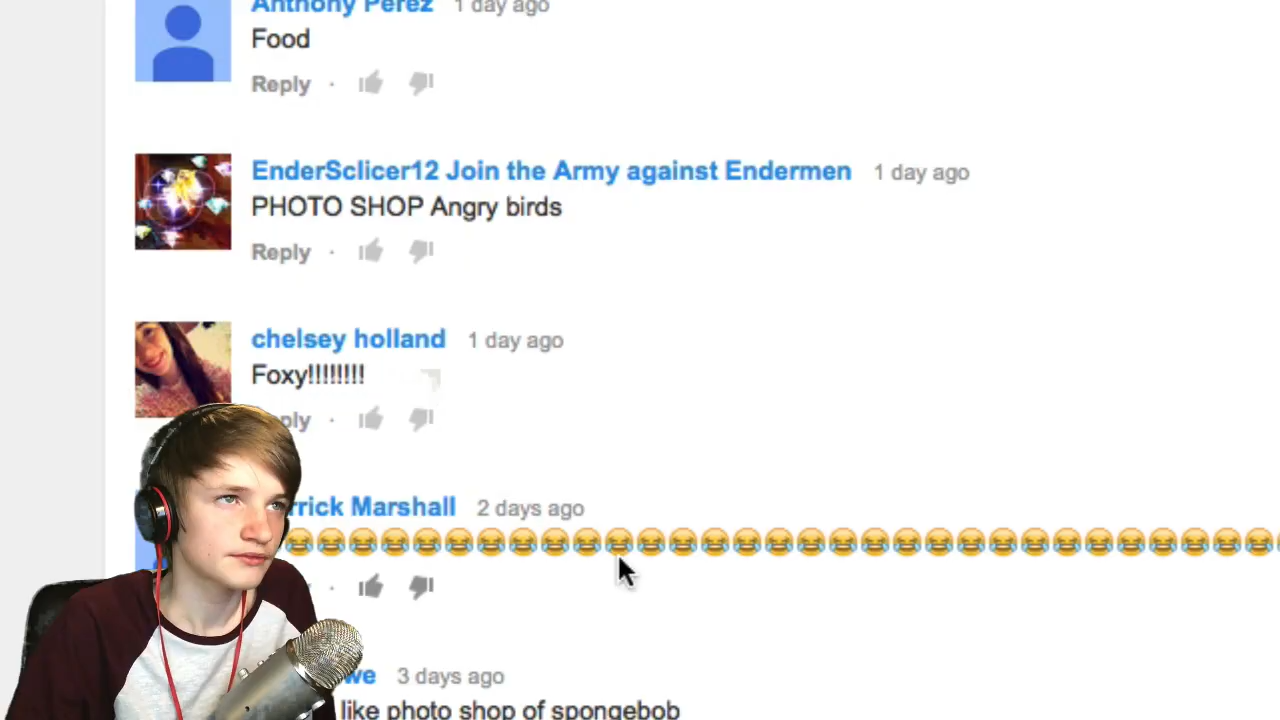 Anthony Perez 1 day ago
Food
Reply ·
EnderSclicer12 Join the Army against Endermen 1 day ago
PHOTO SHOP Angry birds
Reply ·
chelsey holland 1 day ago
Foxy!!!!!!!!
ply ·
rrick Marshall 2 days ago
😂😂😂😂😂😂😂😂😂😂😂😂😂😂😂😂😂😂😂😂😂😂😂😂😂😂😂😂😂😂😂
·
we 3 days ago
like photo shop of spongebob